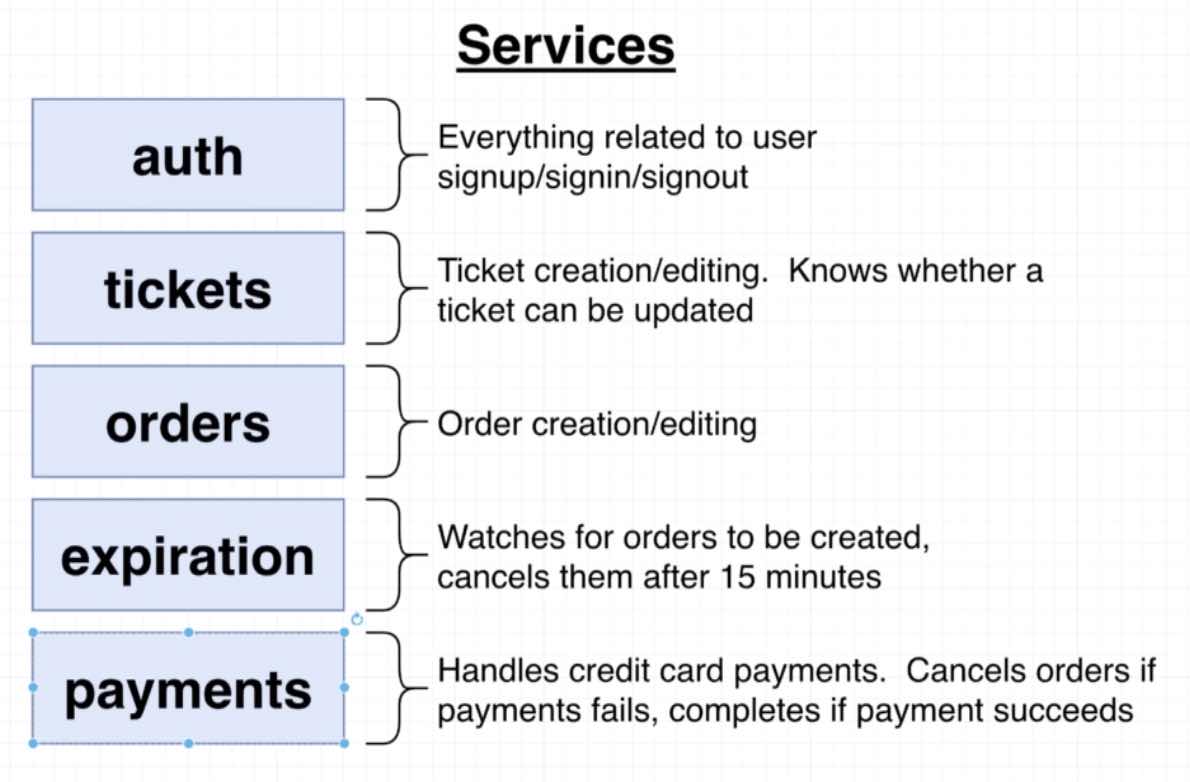 Services
auth
Everything related to user
signup/signin/signout
tickets
Ticket creation/editing.  Knows whether a
ticket can be updated
orders
Order creation/editing
expiration
Watches for orders to be created,
cancels them after 15 minutes
payments
Handles credit card payments.  Cancels orders if
payments fails, completes if payment succeeds